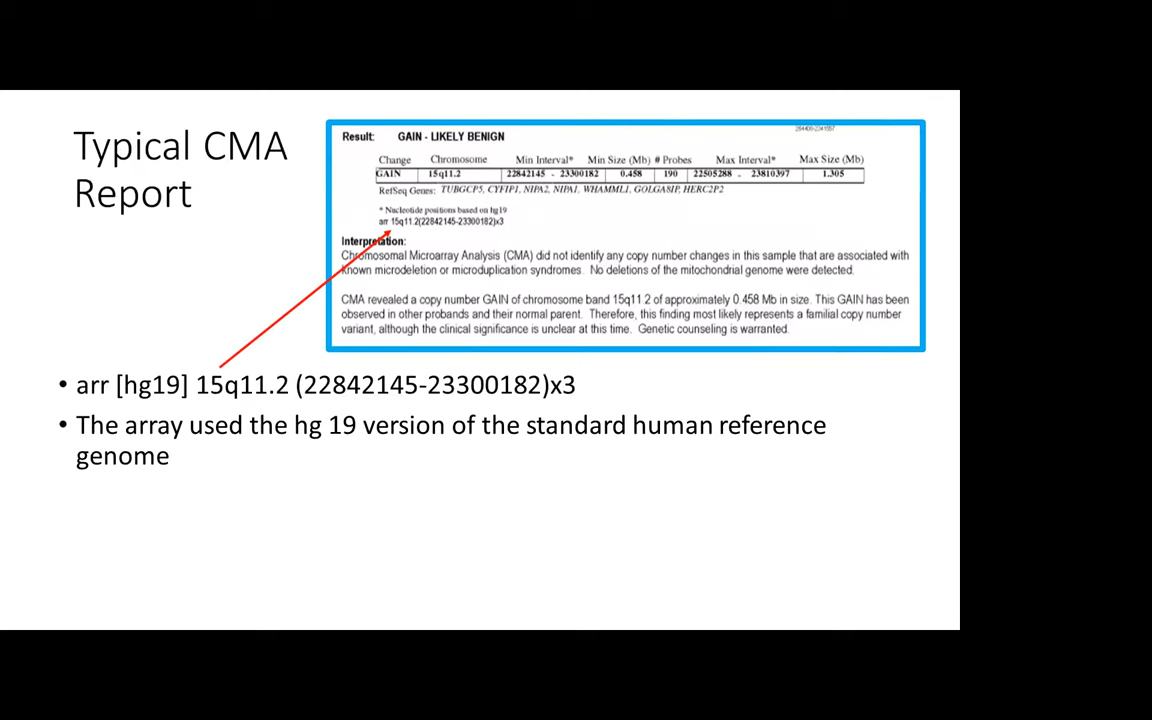 Typical CMA
Report
Result: GAIN - LIKELY BENIGN
Change Chromosome Min Interval* Min Size (Mb) # Probes Max Interval* Max Size (Mb)
GAIN 15q11.2 22842145 - 23300182 0.458 190 22505288 - 23810397 1.305
RefSeq Genes: TUBGCP5, CYFIP1, NIPA2, NIPA1, WHAMML1, GOLGA8IP, HERC2P2
* Nucleotide positions based on hg19
arr 15q11.2(22842145-23300182)x3
Interpretation:
Chromosomal Microarray Analysis (CMA) did not identify any copy number changes in this sample that are associated with
known microdeletion or microduplication syndromes. No deletions of the mitochondrial genome were detected.
CMA revealed a copy number GAIN of chromosome band 15q11.2 of approximately 0.458 Mb in size. This GAIN has been
observed in other probands and their normal parent. Therefore, this finding most likely represents a familial copy number
variant, although the clinical significance is unclear at this time. Genetic counseling is warranted.
• arr [hg19] 15q11.2 (22842145-23300182)x3
• The array used the hg 19 version of the standard human reference
genome